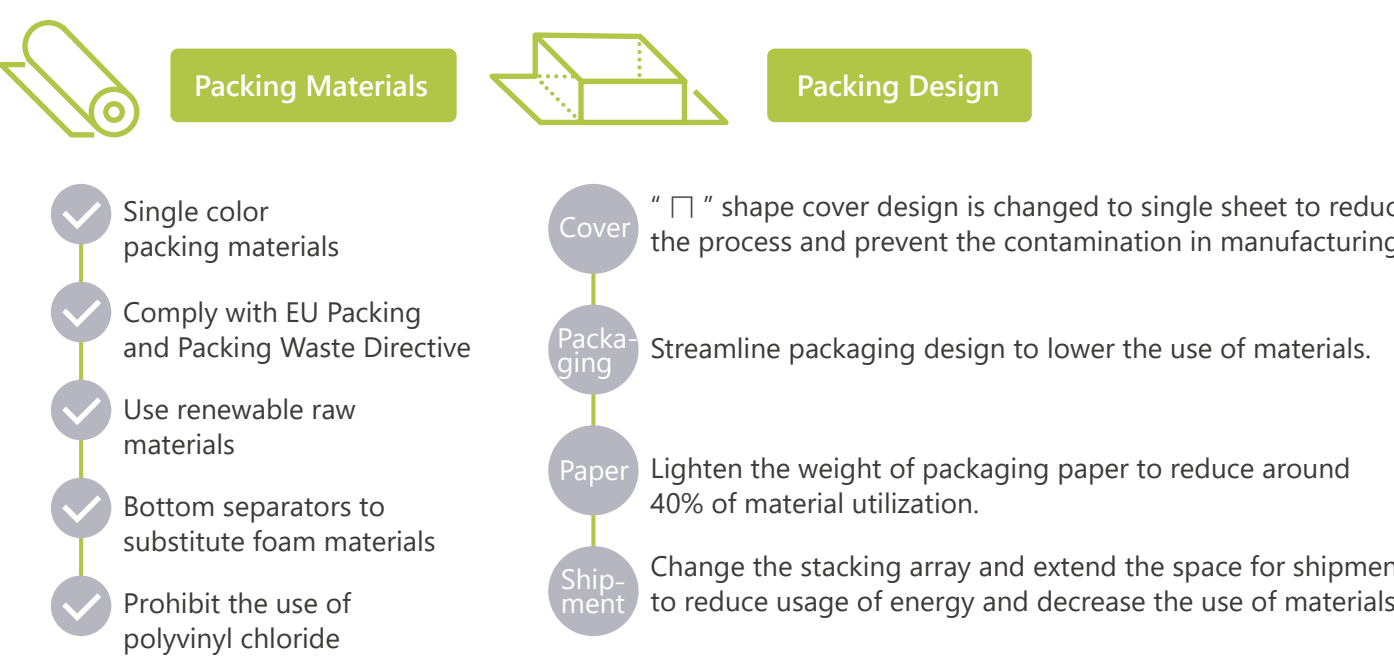 Packing Materials
Single color
packing materials
Comply with EU Packing
and Packing Waste Directive
Use renewable raw
materials
Bottom separators to
substitute foam materials
Prohibit the use of
polyvinyl chloride
Packing Design
Cover
“ 冂 ” shape cover design is changed to single sheet to reduc
the process and prevent the contamination in manufacturing
Packa-
ging
Streamline packaging design to lower the use of materials.
Paper
Lighten the weight of packaging paper to reduce around
40% of material utilization.
Ship-
ment
Change the stacking array and extend the space for shipmen
to reduce usage of energy and decrease the use of materials